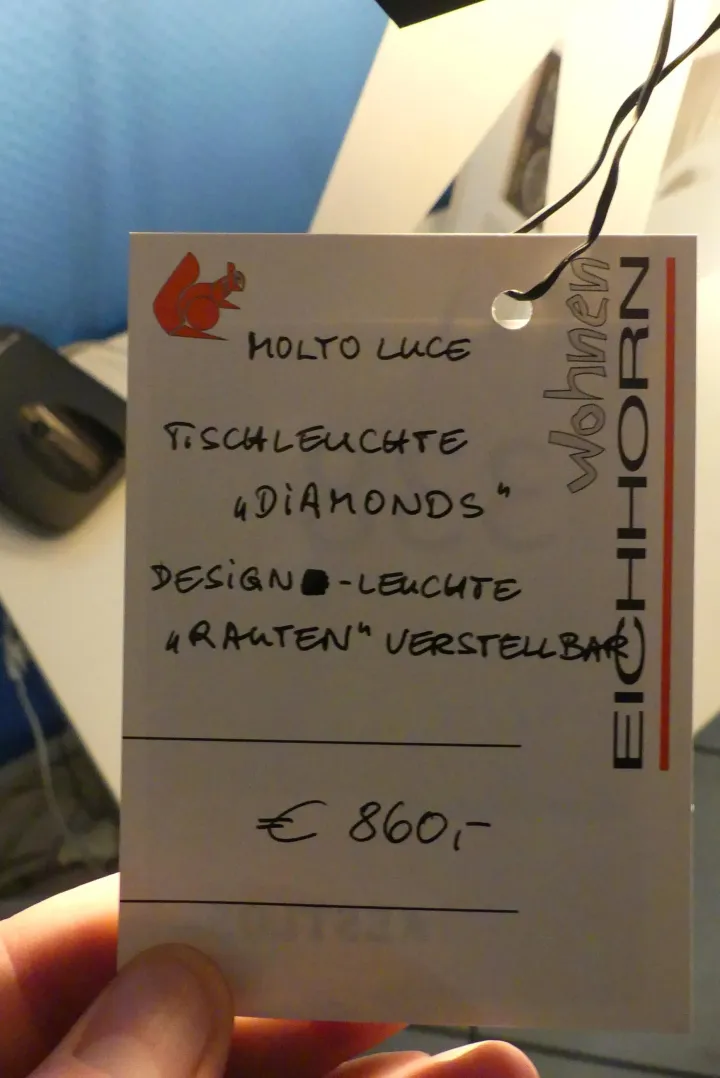 MOLTO LUCE
TISCHLEUCHTE
„DIAMONDS"
DESIGN -LEUCHTE
„RAUTEN" VERSTELLBAR
€ 860,-
Wohnen
EICHHORN